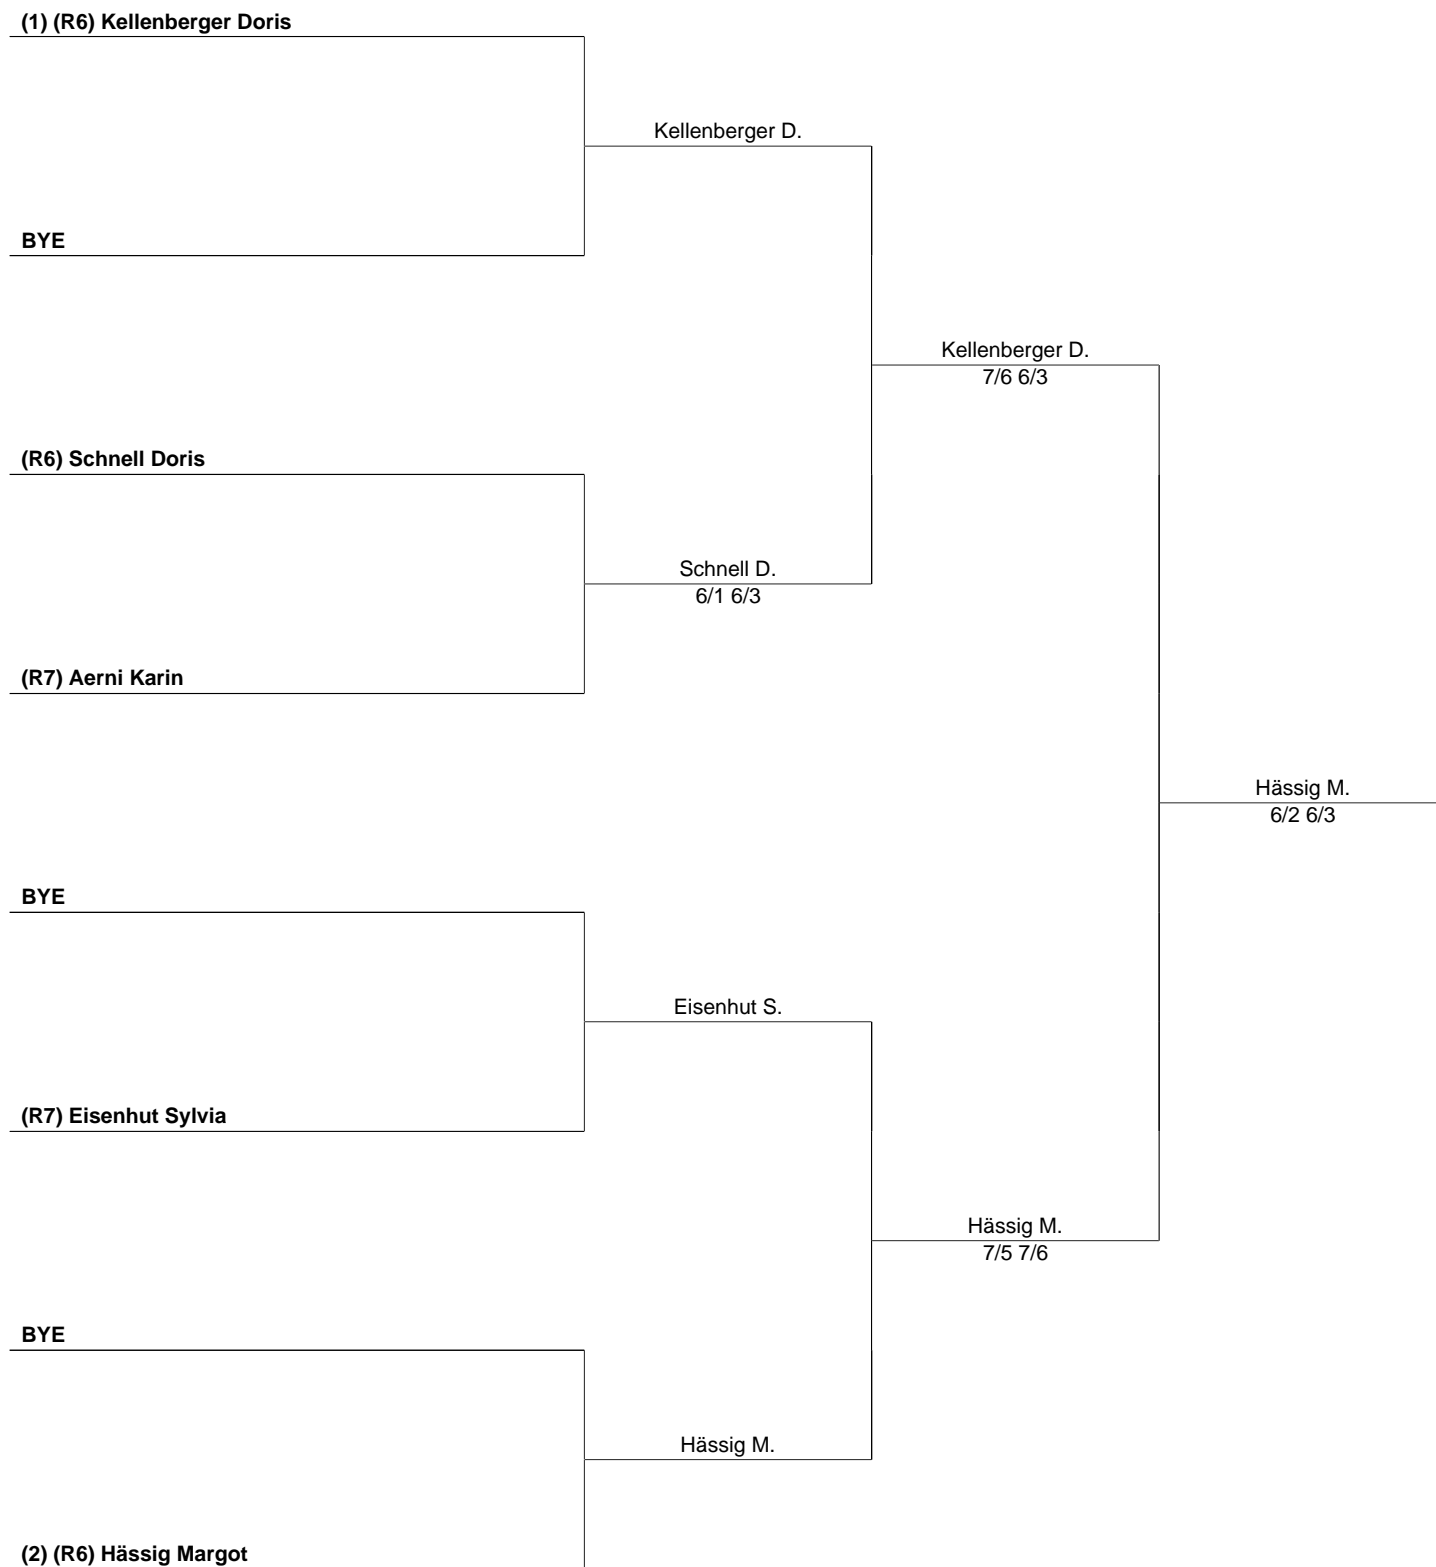 (1) (R6) Kellenberger Doris
Kellenberger D.
BYE
Kellenberger D.
7/6 6/3
(R6) Schnell Doris
Schnell D.
6/1 6/3
(R7) Aerni Karin
Hässig M.
6/2 6/3
BYE
Eisenhut S.
(R7) Eisenhut Sylvia
Hässig M.
7/5 7/6
BYE
Hässig M.
(2) (R6) Hässig Margot